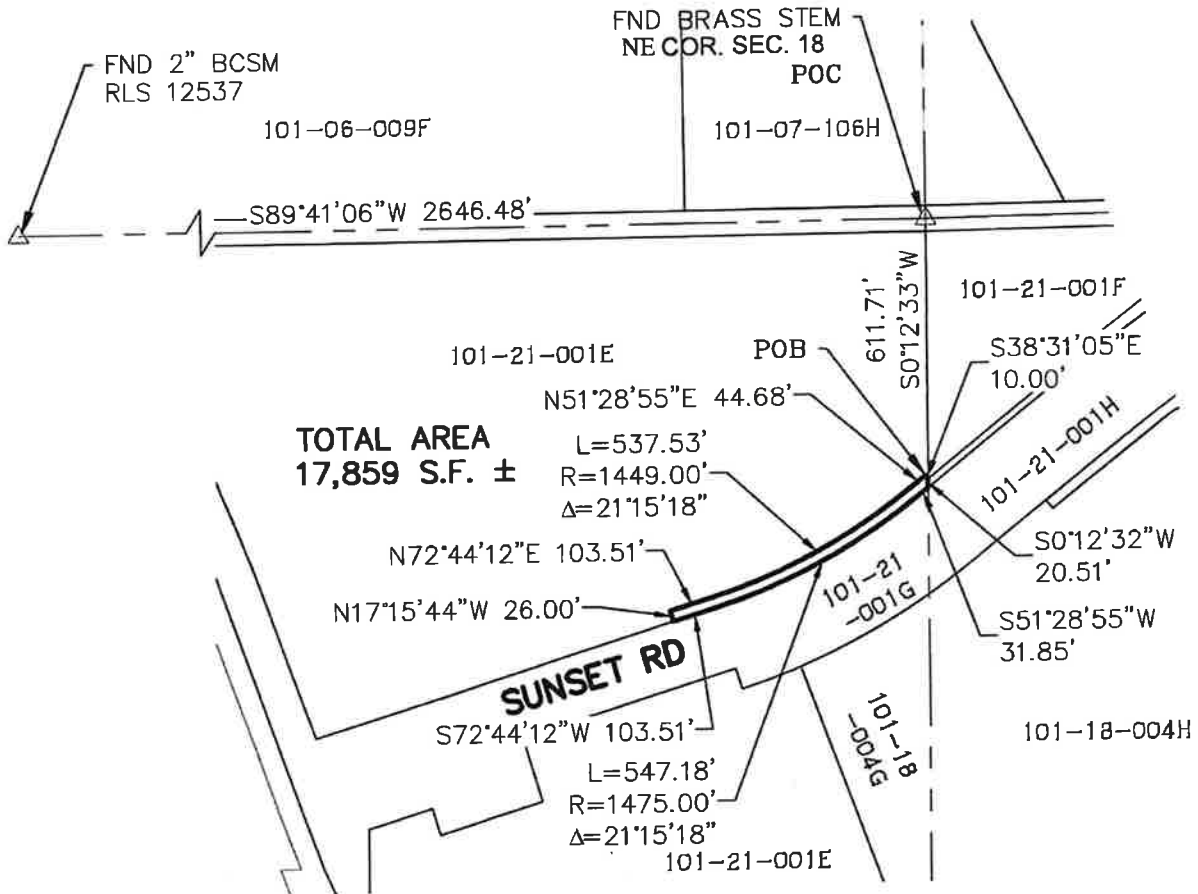 FND BRASS STEM
NE COR. SEC. 18
POC
FND 2" BCSM
RLS 12537
101-06-009F
101-07-106H
S89°41'06"W 2646.48'
611.71'
S0°12'33"W
101-21-001F
101-21-001E
POB
S38°31'05"E
10.00'
N51°28'55"E 44.68'
TOTAL AREA
17,859 S.F. ±
L=537.53'
R=1449.00'
Δ=21°15'18"
101-21-001H
N72°44'12"E 103.51'
S0°12'32"W
20.51'
101-21
-001G
N17°15'44"W 26.00'
S51°28'55"W
31.85'
SUNSET RD
S72°44'12"W 103.51'
101-18
-004G
101-18-004H
L=547.18'
R=1475.00'
Δ=21°15'18"
101-21-001E